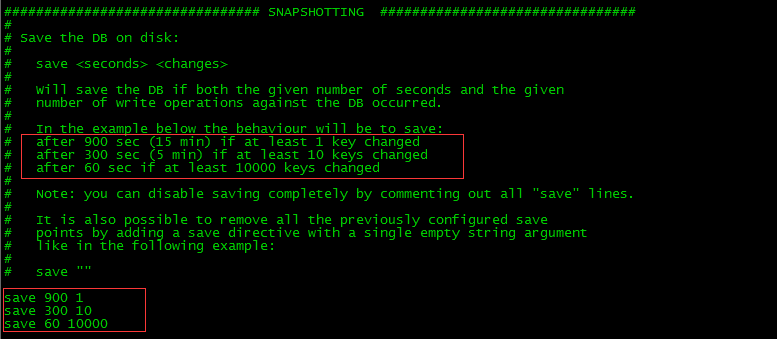 ################################ SNAPSHOTTING  ################################
#
# Save the DB on disk:
#
#   save <seconds> <changes>
#
#   Will save the DB if both the given number of seconds and the given
#   number of write operations against the DB occurred.
#
#   In the example below the behaviour will be to save:
#   after 900 sec (15 min) if at least 1 key changed
#   after 300 sec (5 min) if at least 10 keys changed
#   after 60 sec if at least 10000 keys changed
#
#   Note: you can disable saving completely by commenting out all "save" lines.
#
#   It is also possible to remove all the previously configured save
#   points by adding a save directive with a single empty string argument
#   like in the following example:
#
#   save ""
save 900 1
save 300 10
save 60 10000